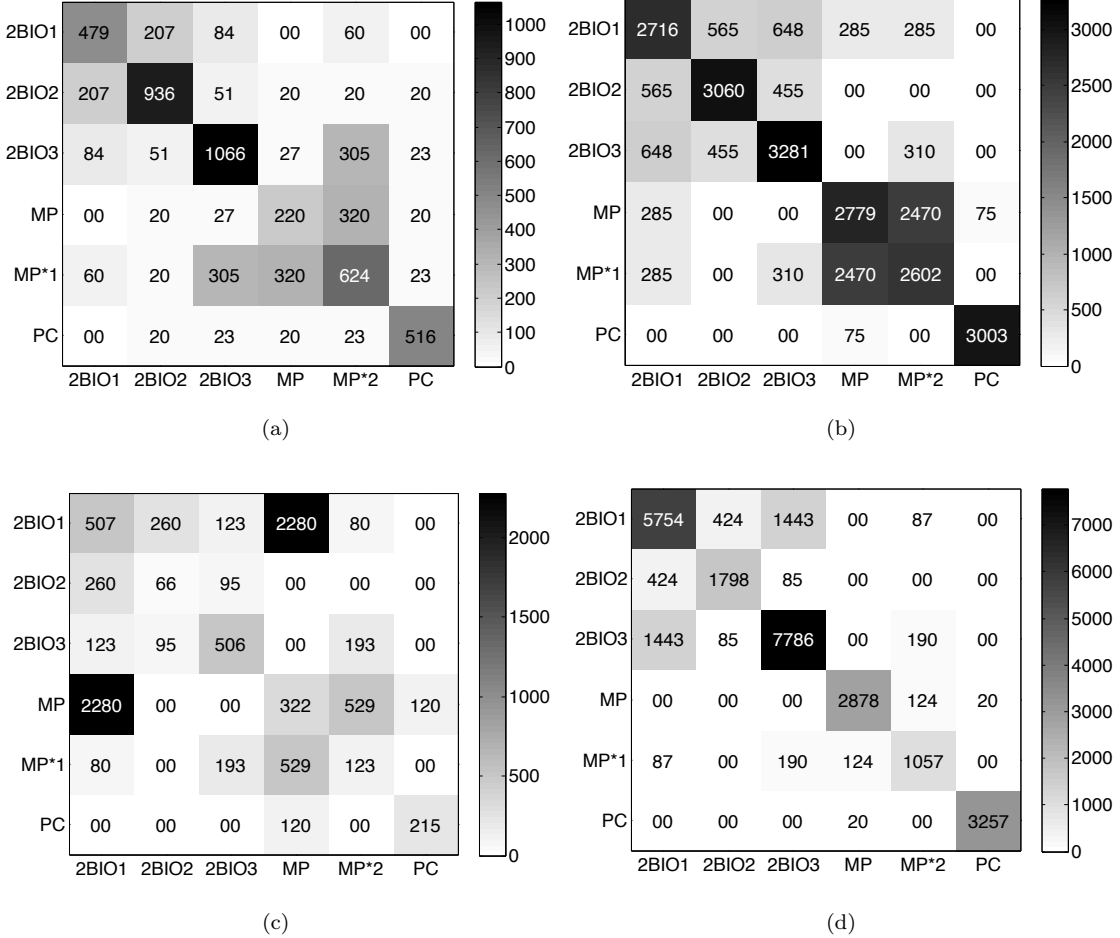 2BIO1 479 207 84 00 60 00
2BIO2 207 936 51 20 20 20
2BIO3 84 51 1066 27 305 23
MP 00 20 27 220 320 20
MP*1 60 20 305 320 624 23
PC 00 20 23 20 23 516
2BIO1 2BIO2 2BIO3 MP MP*2 PC
1000
900
800
700
600
500
400
300
200
100
0
(a)
2BIO1 2716 565 648 285 285 00
2BIO2 565 3060 455 00 00 00
2BIO3 648 455 3281 00 310 00
MP 285 00 00 2779 2470 75
MP*1 285 00 310 2470 2602 00
PC 00 00 00 75 00 3003
2BIO1 2BIO2 2BIO3 MP MP*2 PC
3000
2500
2000
1500
1000
500
0
(b)
2BIO1 507 260 123 2280 80 00
2BIO2 260 66 95 00 00 00
2BIO3 123 95 506 00 193 00
MP 2280 00 00 322 529 120
MP*1 80 00 193 529 123 00
PC 00 00 00 120 00 215
2BIO1 2BIO2 2BIO3 MP MP*2 PC
2000
1500
1000
500
0
(c)
2BIO1 5754 424 1443 00 87 00
2BIO2 424 1798 85 00 00 00
2BIO3 1443 85 7786 00 190 00
MP 00 00 00 2878 124 20
MP*1 87 00 190 124 1057 00
PC 00 00 00 20 00 3257
2BIO1 2BIO2 2BIO3 MP MP*2 PC
7000
6000
5000
4000
3000
2000
1000
0
(d)